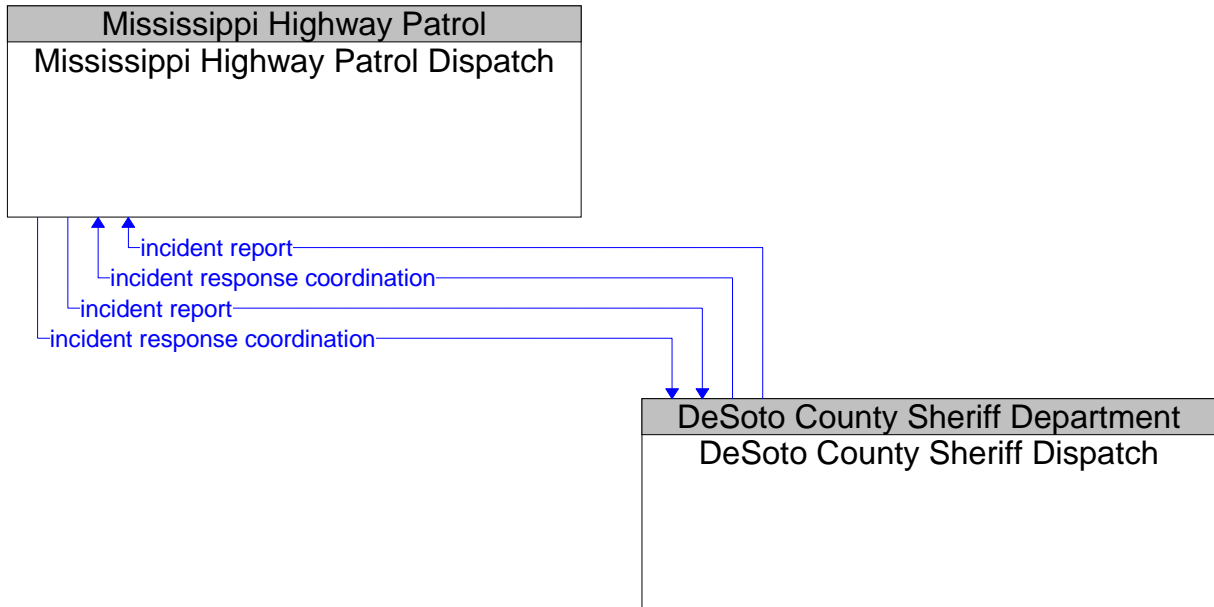 Mississippi Highway Patrol
Mississippi Highway Patrol Dispatch
incident report
incident response coordination
incident report
incident response coordination
DeSoto County Sheriff Department
DeSoto County Sheriff Dispatch